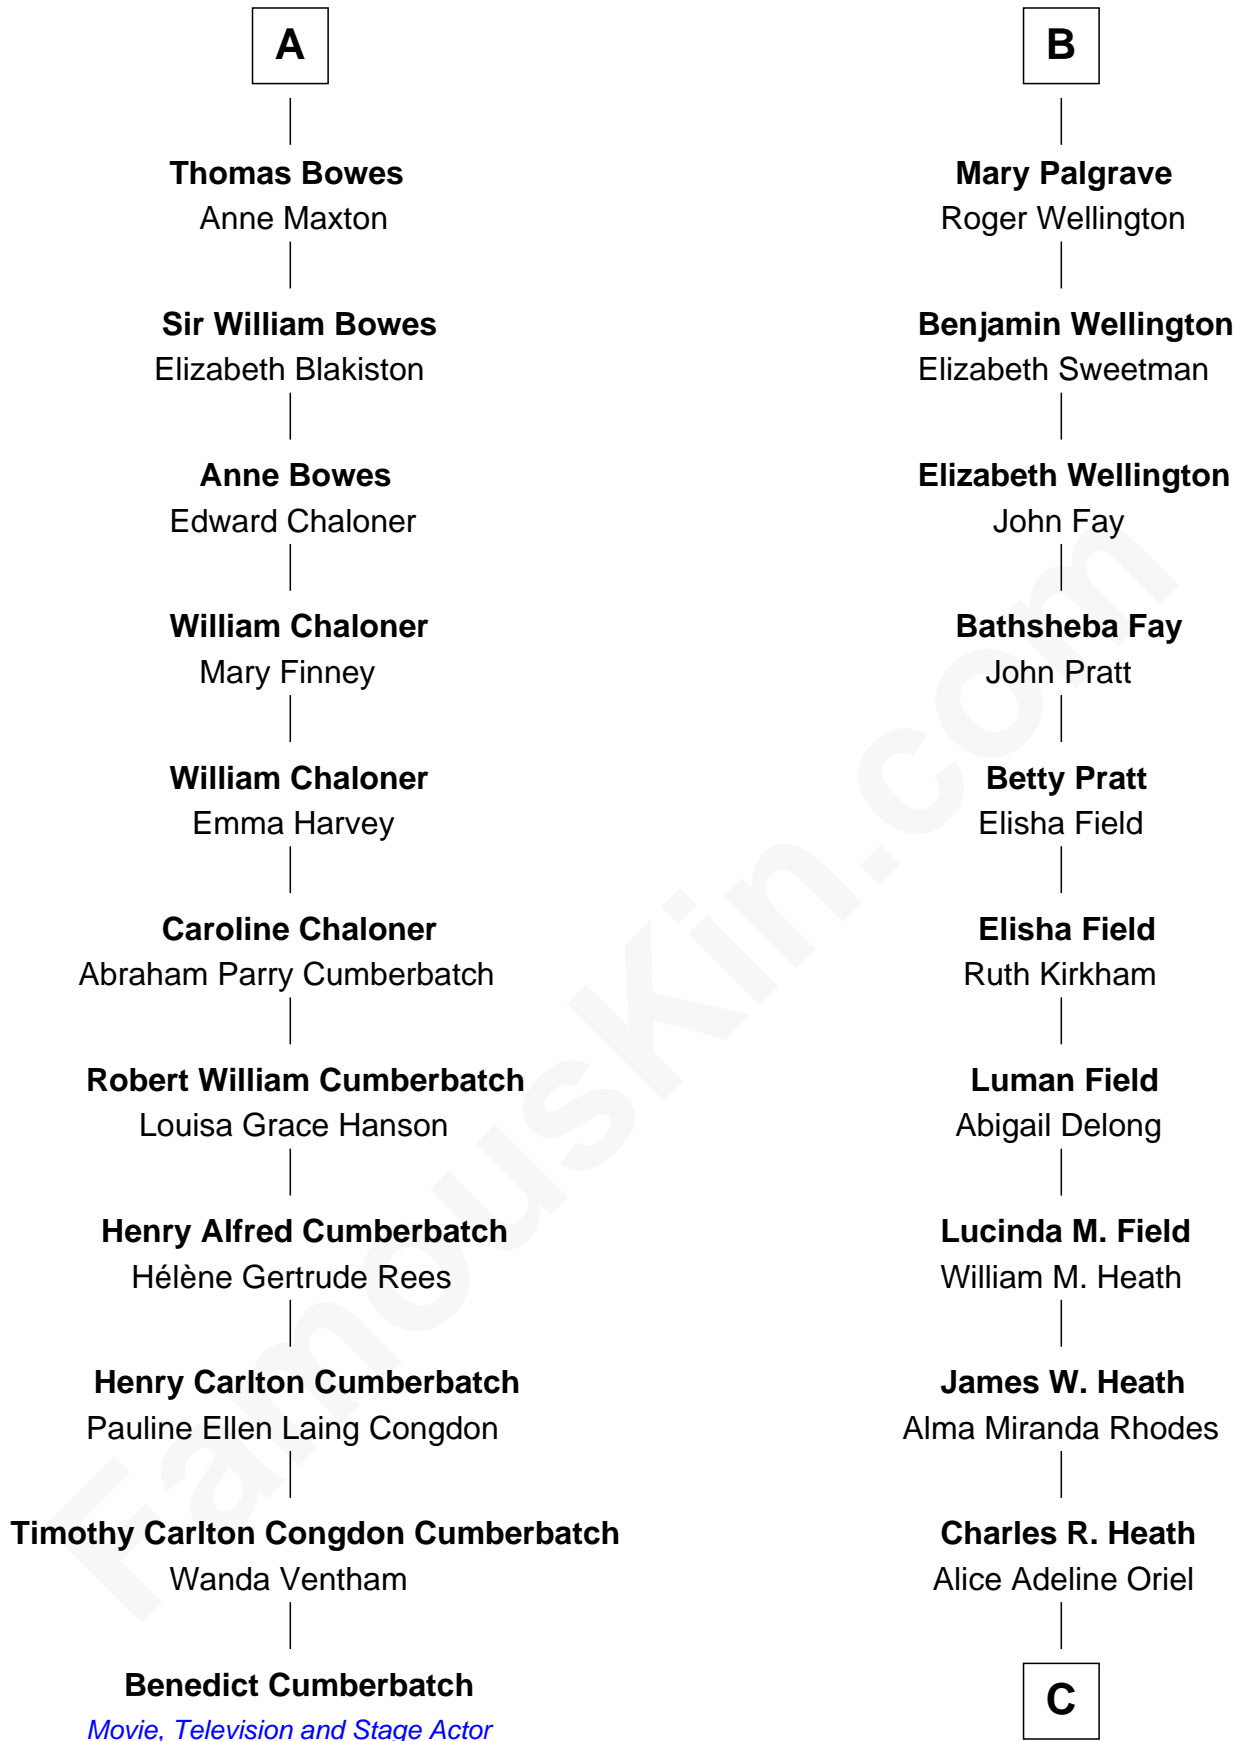 A
Thomas Bowes
Anne Maxton
Sir William Bowes
Elizabeth Blakiston
Anne Bowes
Edward Chaloner
William Chaloner
Mary Finney
William Chaloner
Emma Harvey
Caroline Chaloner
Abraham Parry Cumberbatch
Robert William Cumberbatch
Louisa Grace Hanson
Henry Alfred Cumberbatch
Hélène Gertrude Rees
Henry Carlton Cumberbatch
Pauline Ellen Laing Congdon
Timothy Carlton Congdon Cumberbatch
Wanda Ventham
Benedict Cumberbatch
Movie, Television and Stage Actor
B
Mary Palgrave
Roger Wellington
Benjamin Wellington
Elizabeth Sweetman
Elizabeth Wellington
John Fay
Bathsheba Fay
John Pratt
Betty Pratt
Elisha Field
Elisha Field
Ruth Kirkham
Luman Field
Abigail Delong
Lucinda M. Field
William M. Heath
James W. Heath
Alma Miranda Rhodes
Charles R. Heath
Alice Adeline Oriel
C
FamousKin.com